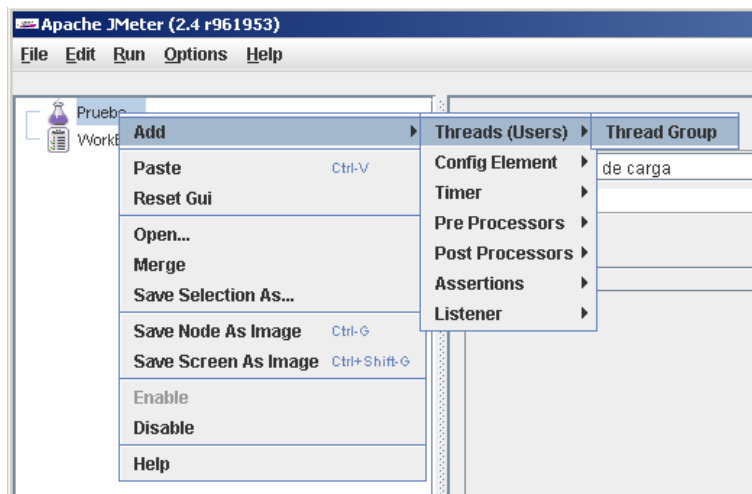 Apache JMeter (2.4 r961953)
File Edit Run Options Help
Prueba
Add Threads (Users) Thread Group
Paste Ctrl-V Config Element de carga
Reset Gui Timer
Open... Pre Processors
Merge Post Processors
Save Selection As... Assertions
Save Node As Image Ctrl-G Listener
Save Screen As Image Ctrl+Shift-G
Enable
Disable
Help